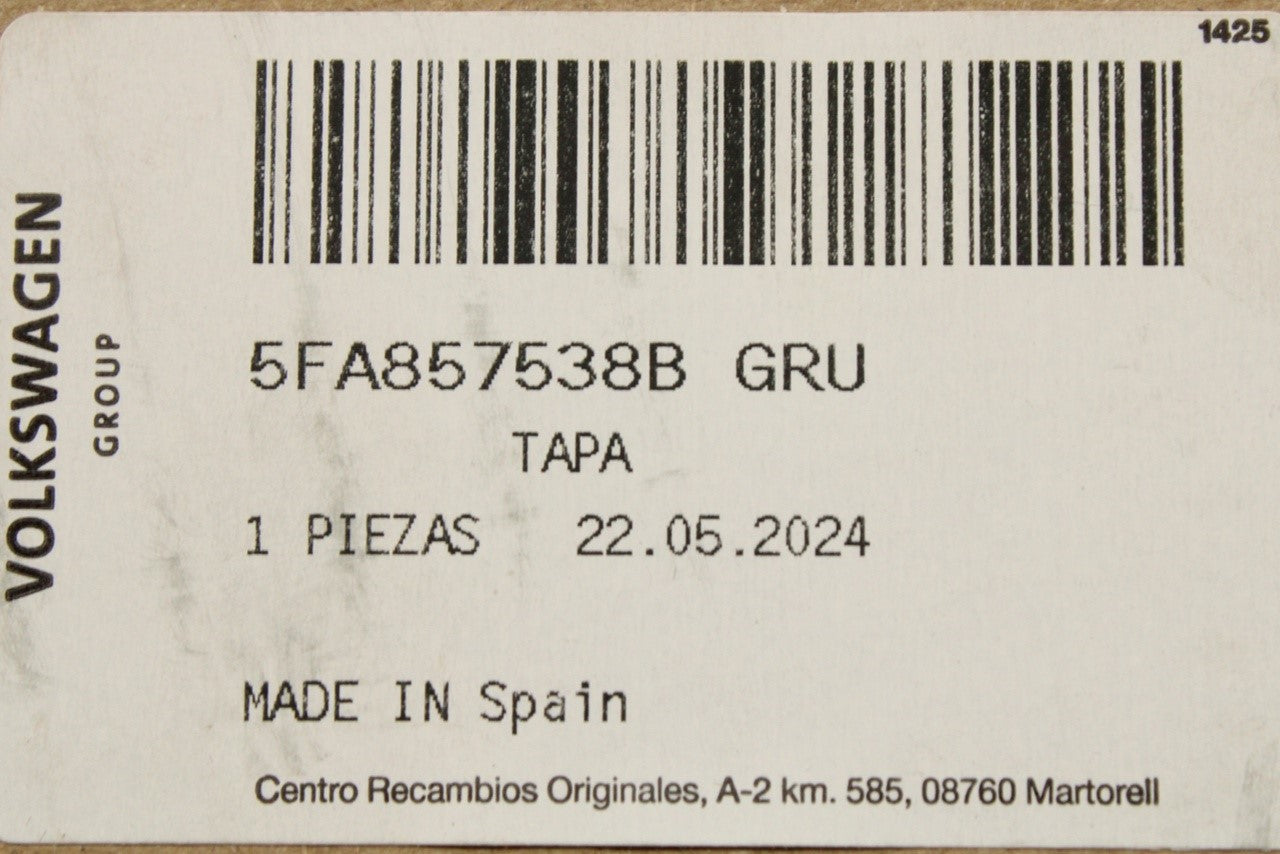 1425
VOLKSWAGEN
GROUP
5FA857538B GRU
TAPA
1 PIEZAS 22.05.2024
MADE IN Spain
Centro Recambios Originales, A-2 km. 585, 08760 Martorell